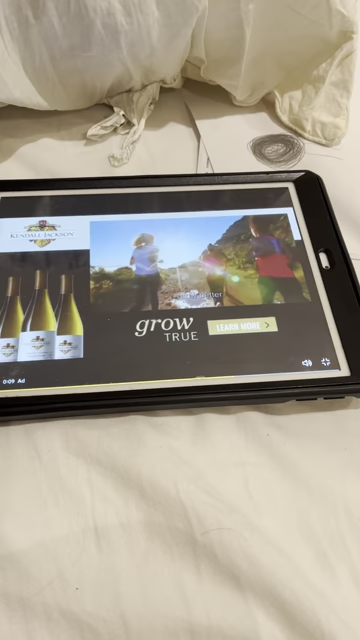 KENDALL-JACKSON
grow
TRUE
LEARN MORE >
0:09 Ad